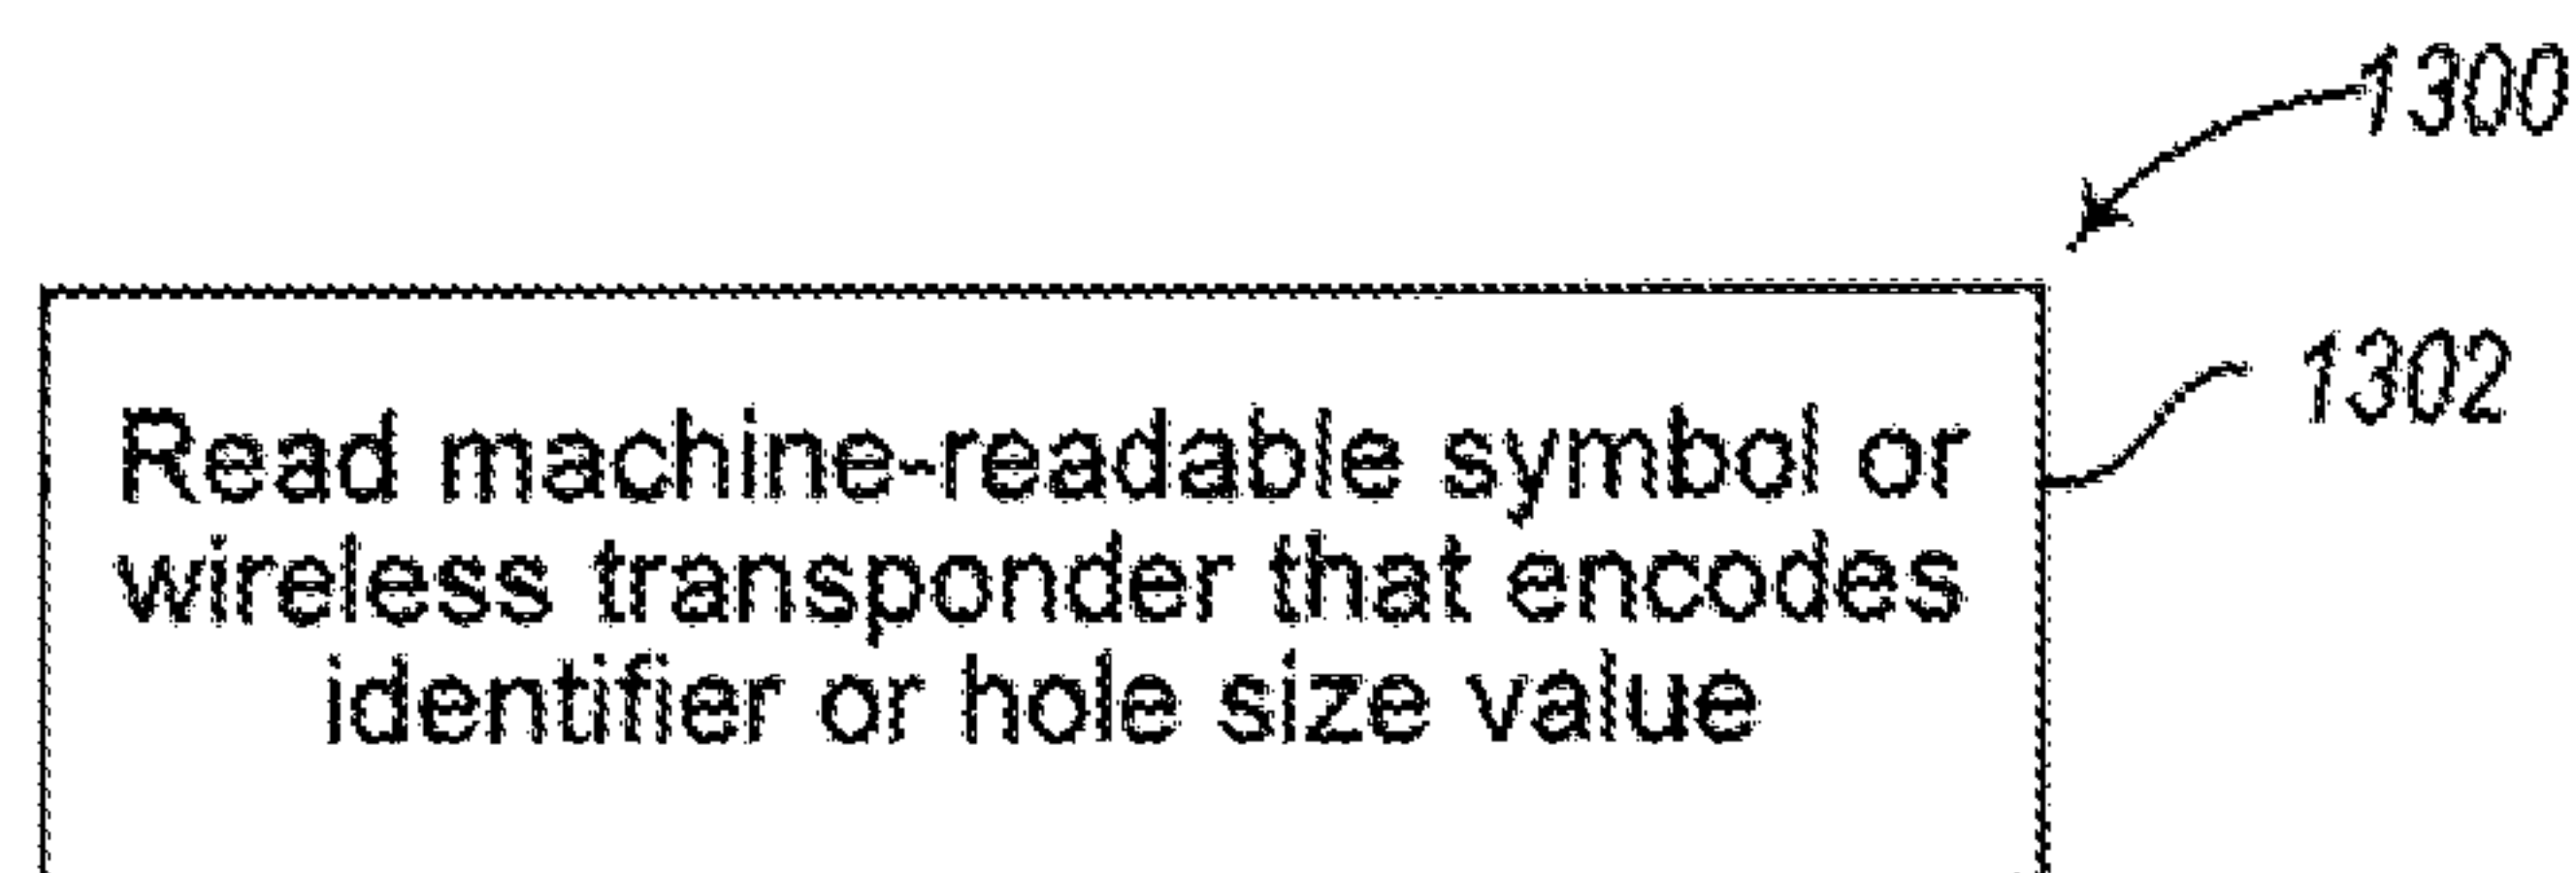 1300
1302
Read machine-readable symbol or
wireless transponder that encodes
identifier or hole size value